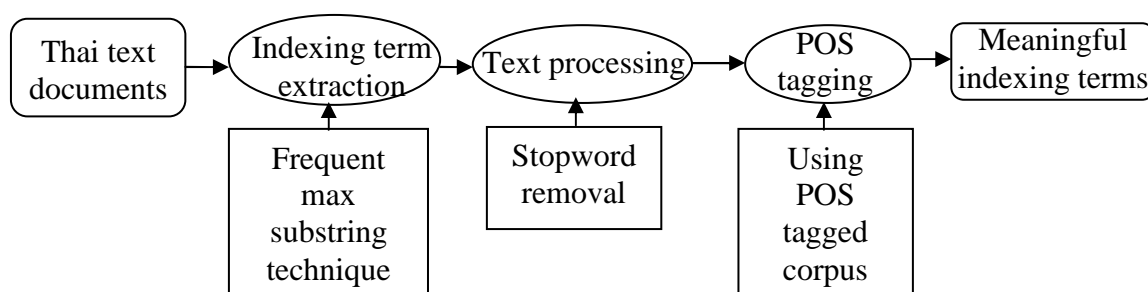 Thai text
documents
Indexing term
extraction
Text processing
POS
tagging
Meaningful
indexing terms
Frequent
max
substring
technique
Stopword
removal
Using
POS
tagged
corpus